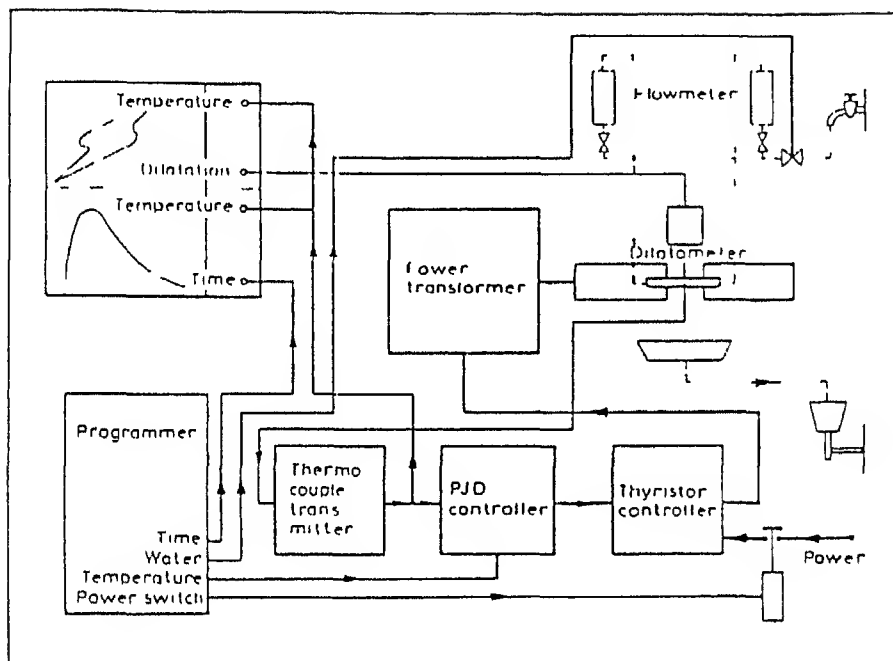 Temperature
Flowmeter
Dilatation
Temperature
Dilatometer
Time
Power
transformer
Programmer
Thermo
couple
trans
mitter
PJD
controller
Thyristor
controller
Time
Water
Temperature
Power switch
Power